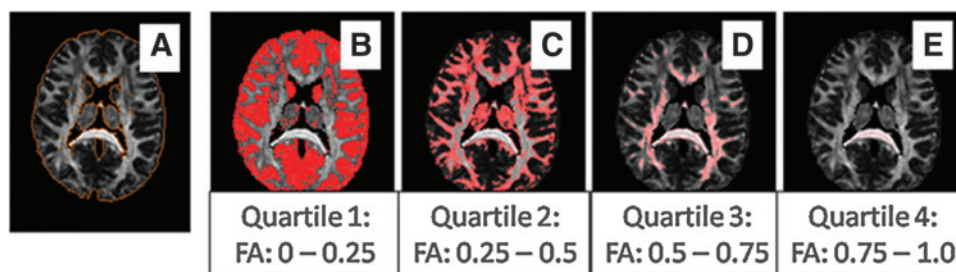 A
B
C
D
E
Quartile 1:
FA: 0 – 0.25
Quartile 2:
FA: 0.25 – 0.5
Quartile 3:
FA: 0.5 – 0.75
Quartile 4:
FA: 0.75 – 1.0